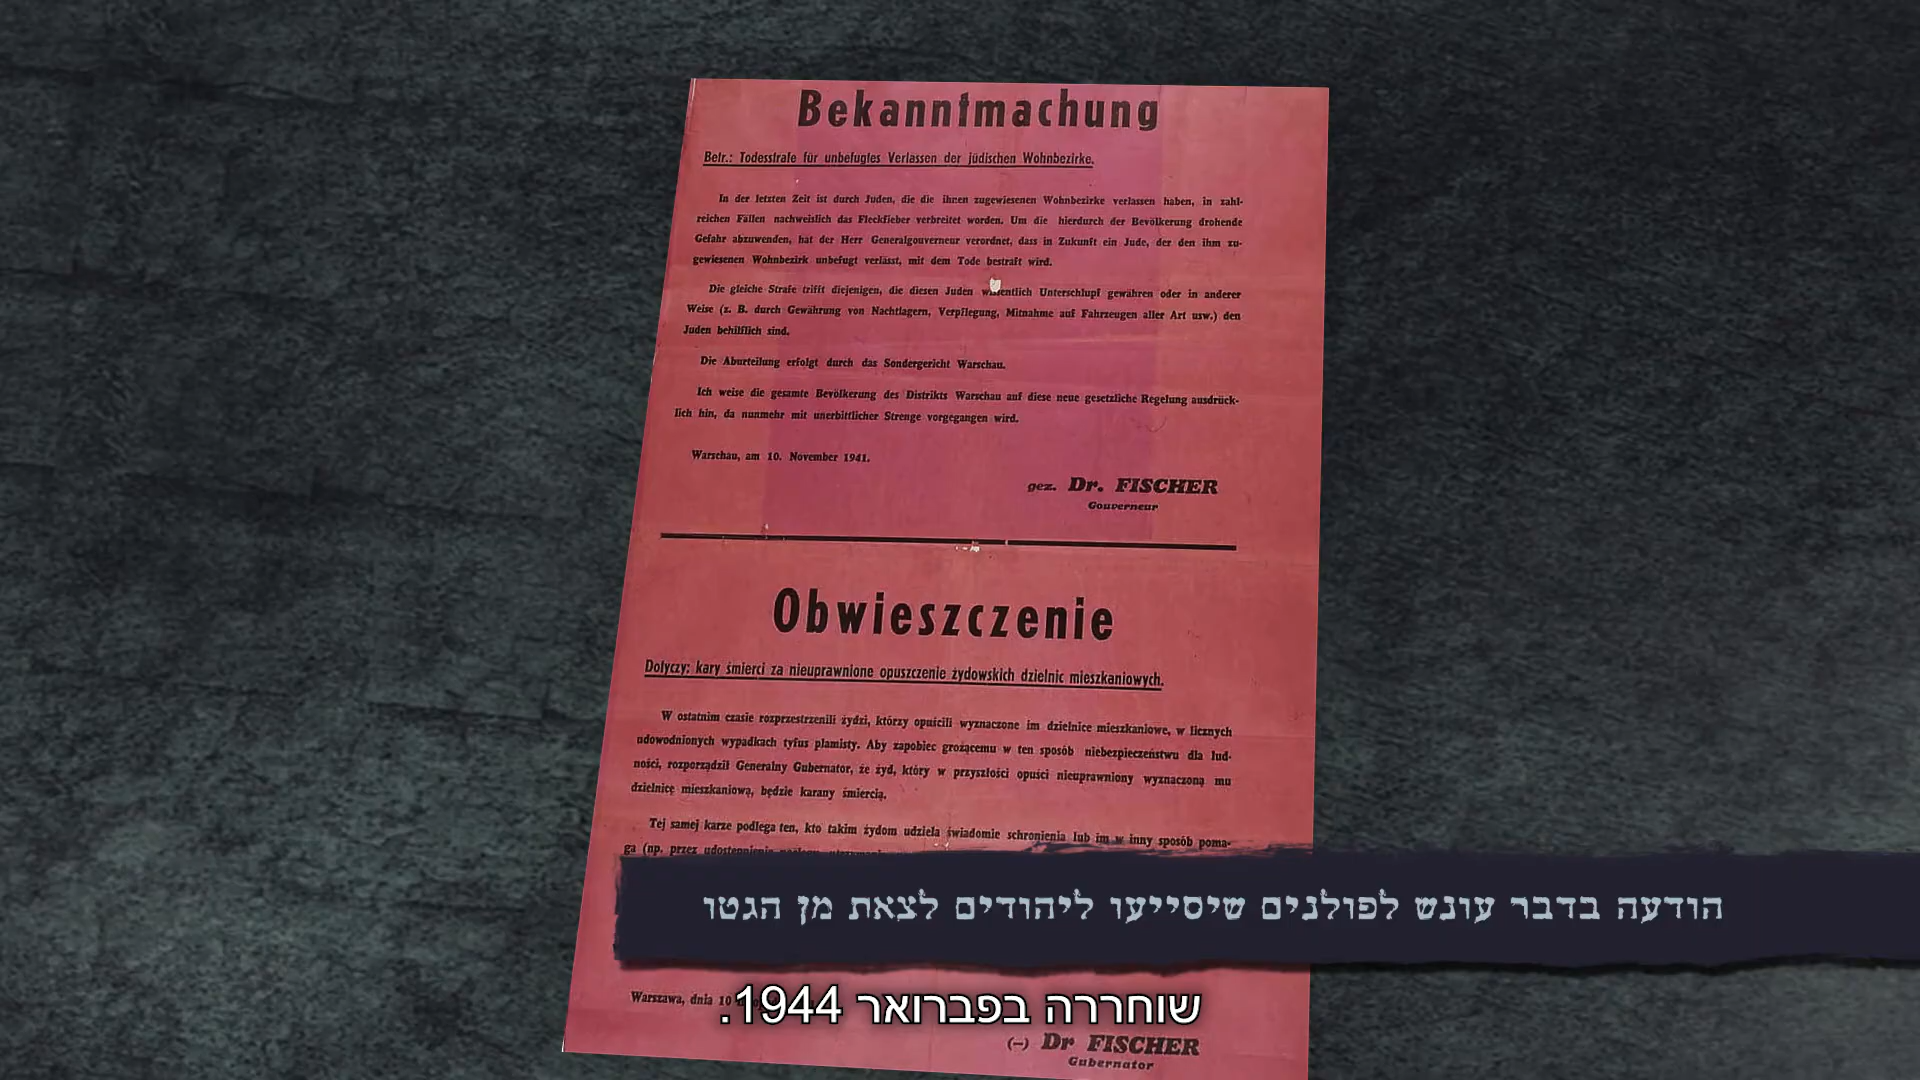 Bekanntmachung
Betr.: Todesstrafe für unbefugtes Verlassen der jüdischen Wohnbezirke.
In der letzten Zeit ist durch Juden, die die ihnen zugewiesenen Wohnbezirke verlassen haben, in zahl-
reichen Fällen nachweislich das Fleckfieber verbreitet worden. Um die hierdurch der Bevölkerung drohende
Gefahr abzuwenden, hat der Herr Generalgouverneur verordnet, dass in Zukunft ein Jude, der den ihm zu-
gewiesenen Wohnbezirk unbefugt verlässt, mit dem Tode bestraft wird.
Die gleiche Strafe trifft diejenigen, die diesen Juden wissentlich Unterschlupf gewähren oder in anderer
Weise (z. B. durch Gewährung von Nachtlagern, Verpflegung, Mitnahme auf Fahrzeugen aller Art usw.) den
Juden behilflich sind.
Die Aburteilung erfolgt durch das Sondergericht Warschau.
Ich weise die gesamte Bevölkerung des Distrikts Warschau auf diese neue gesetzliche Regelung ausdrück-
lich hin, da nunmehr mit unerbittlicher Strenge vorgegangen wird.
Warschau, am 10. November 1941.
gez. Dr. FISCHER
Gouverneur
Obwieszczenie
Dotyczy: kary śmierci za nieuprawnione opuszczenie żydowskich dzielnic mieszkaniowych.
W ostatnim czasie rozprzestrzenili żydzi, którzy opuścili wyznaczone im dzielnice mieszkaniowe, w licznych
udowodnionych wypadkach tyfus plamisty. Aby zapobiec grożącemu w ten sposób niebezpieczeństwu dla lud-
ności, rozporządził Generalny Gubernator, że żyd, który w przyszłości opuści nieuprawniony wyznaczoną mu
dzielnicę mieszkaniową, będzie karany śmiercią.
Tej samej karze podlega ten, kto takim żydom udziela świadomie schronienia lub im w inny sposób poma-
ga (np. przez
הודעה בדבר עונש לפולנים שיסייעו ליהודים לצאת מן הגטו
Warszawa, dnia 10
שוחררה בפברואר 1944.
(—) Dr FISCHER
Gubernator